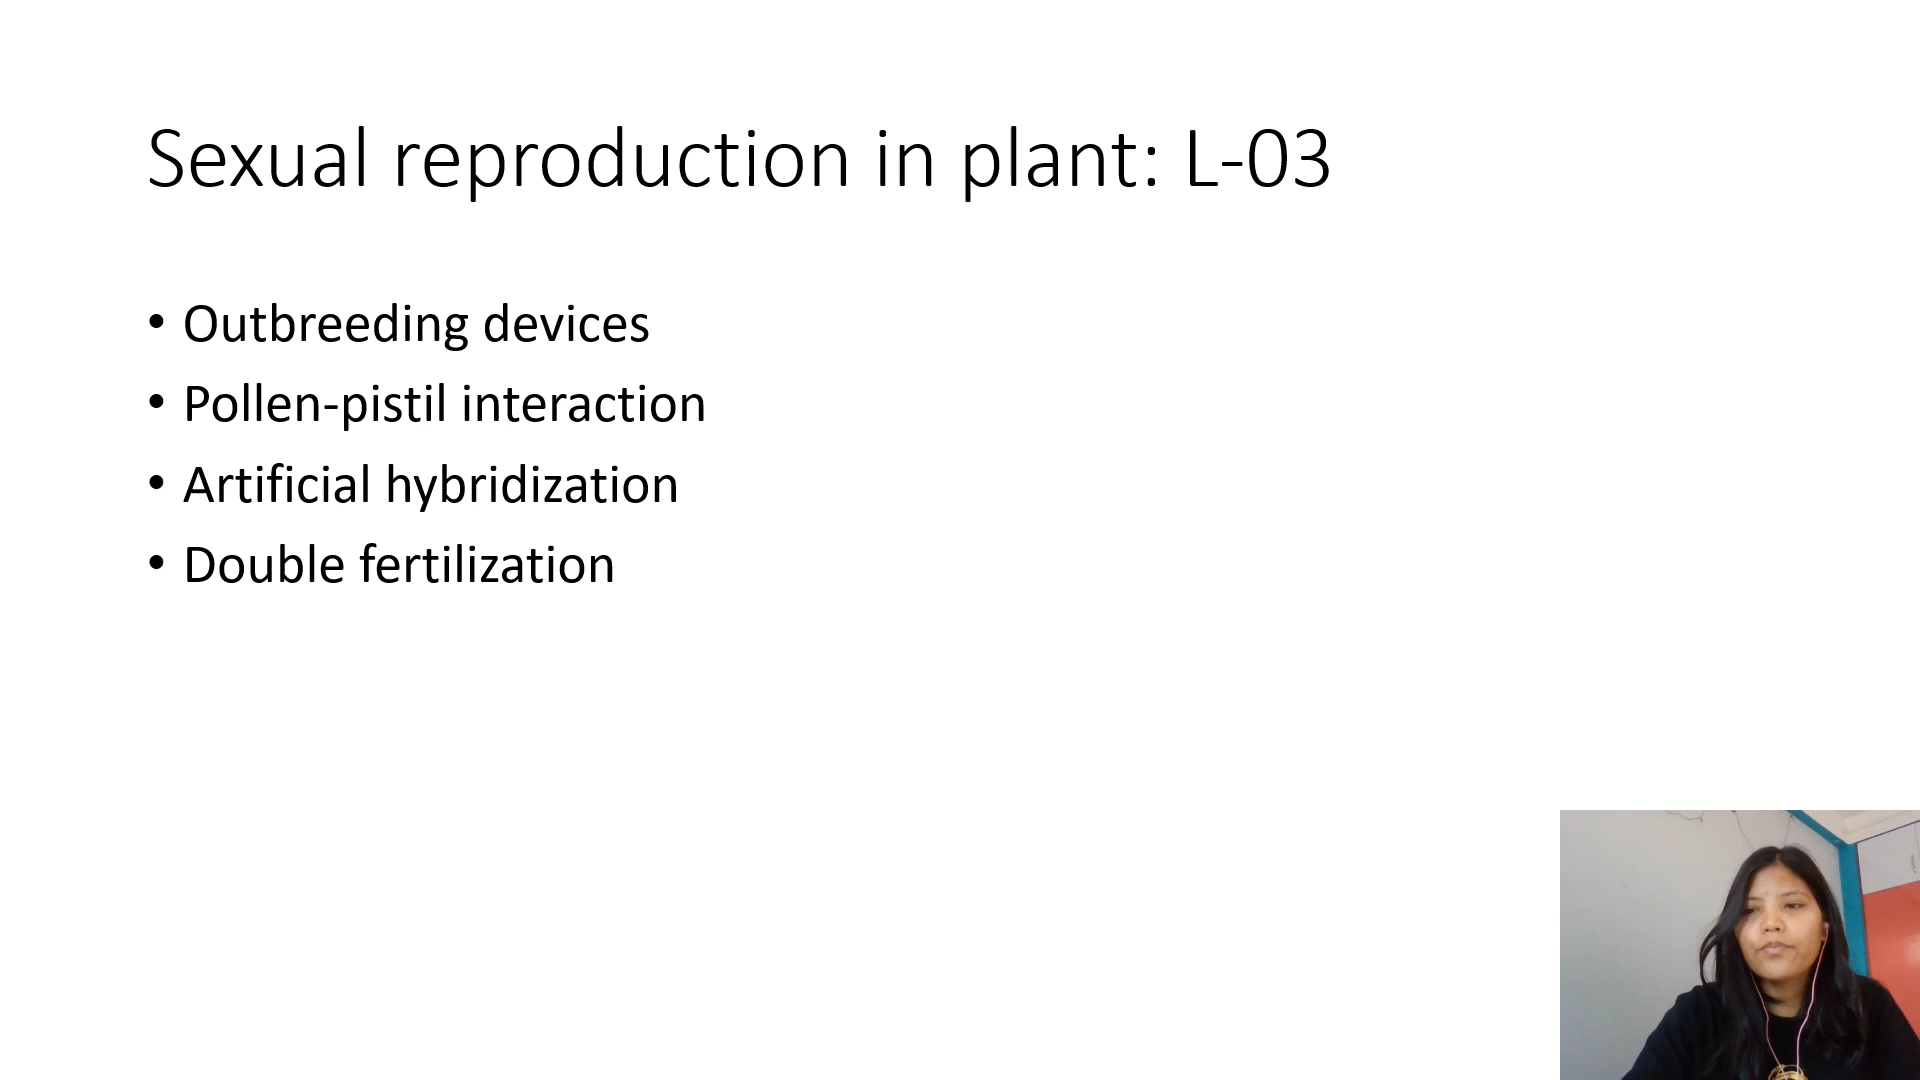 Sexual reproduction in plant: L-03
• Outbreeding devices
• Pollen-pistil interaction
• Artificial hybridization
• Double fertilization